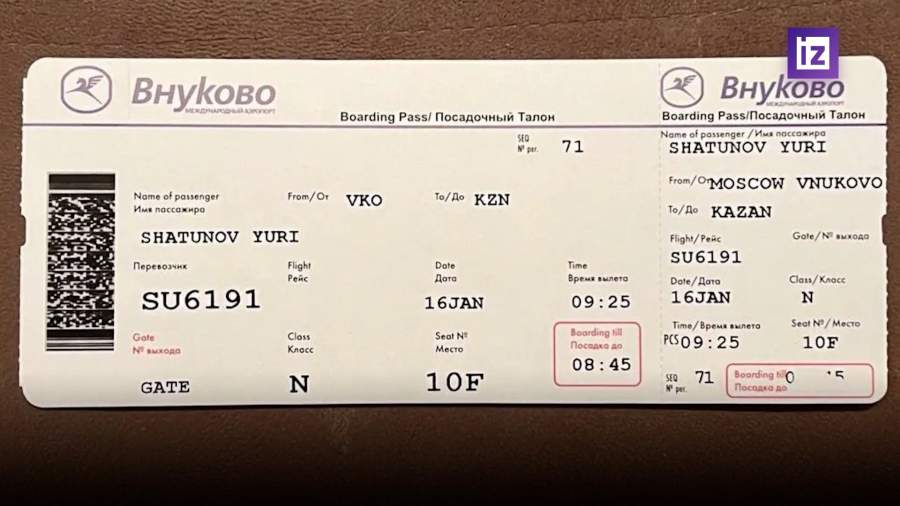 iz
Внуково
МЕЖДУНАРОДНЫЙ АЭРОПОРТ
Boarding Pass/ Посадочный Талон
SEQ
№ рег. 71
Name of passenger
Имя пассажира
From/От VKO
To/До KZN
SHATUNOV YURI
Перевозчик
Flight
Рейс
Date
Дата
Time
Время вылета
SU6191
16JAN
09:25
Gate
№ выхода
Class
Класс
Seat №
Место
Boarding till
Посадка до
08:45
GATE
N
10F
Внуково
МЕЖДУНАРОДНЫЙ АЭРОПОРТ
Boarding Pass/Посадочный Талон
Name of passenger /Имя пассажира
SHATUNOV YURI
From/От MOSCOW VNUKOVO
To/До KAZAN
Flight/Рейс
Gate/№ выхода
SU6191
Date/Дата
Class/Класс
16JAN
N
Time/Время вылета
Seat №/Место
PCS 09:25
10F
SEQ
№ рег. 71
Boarding till
Посадка до